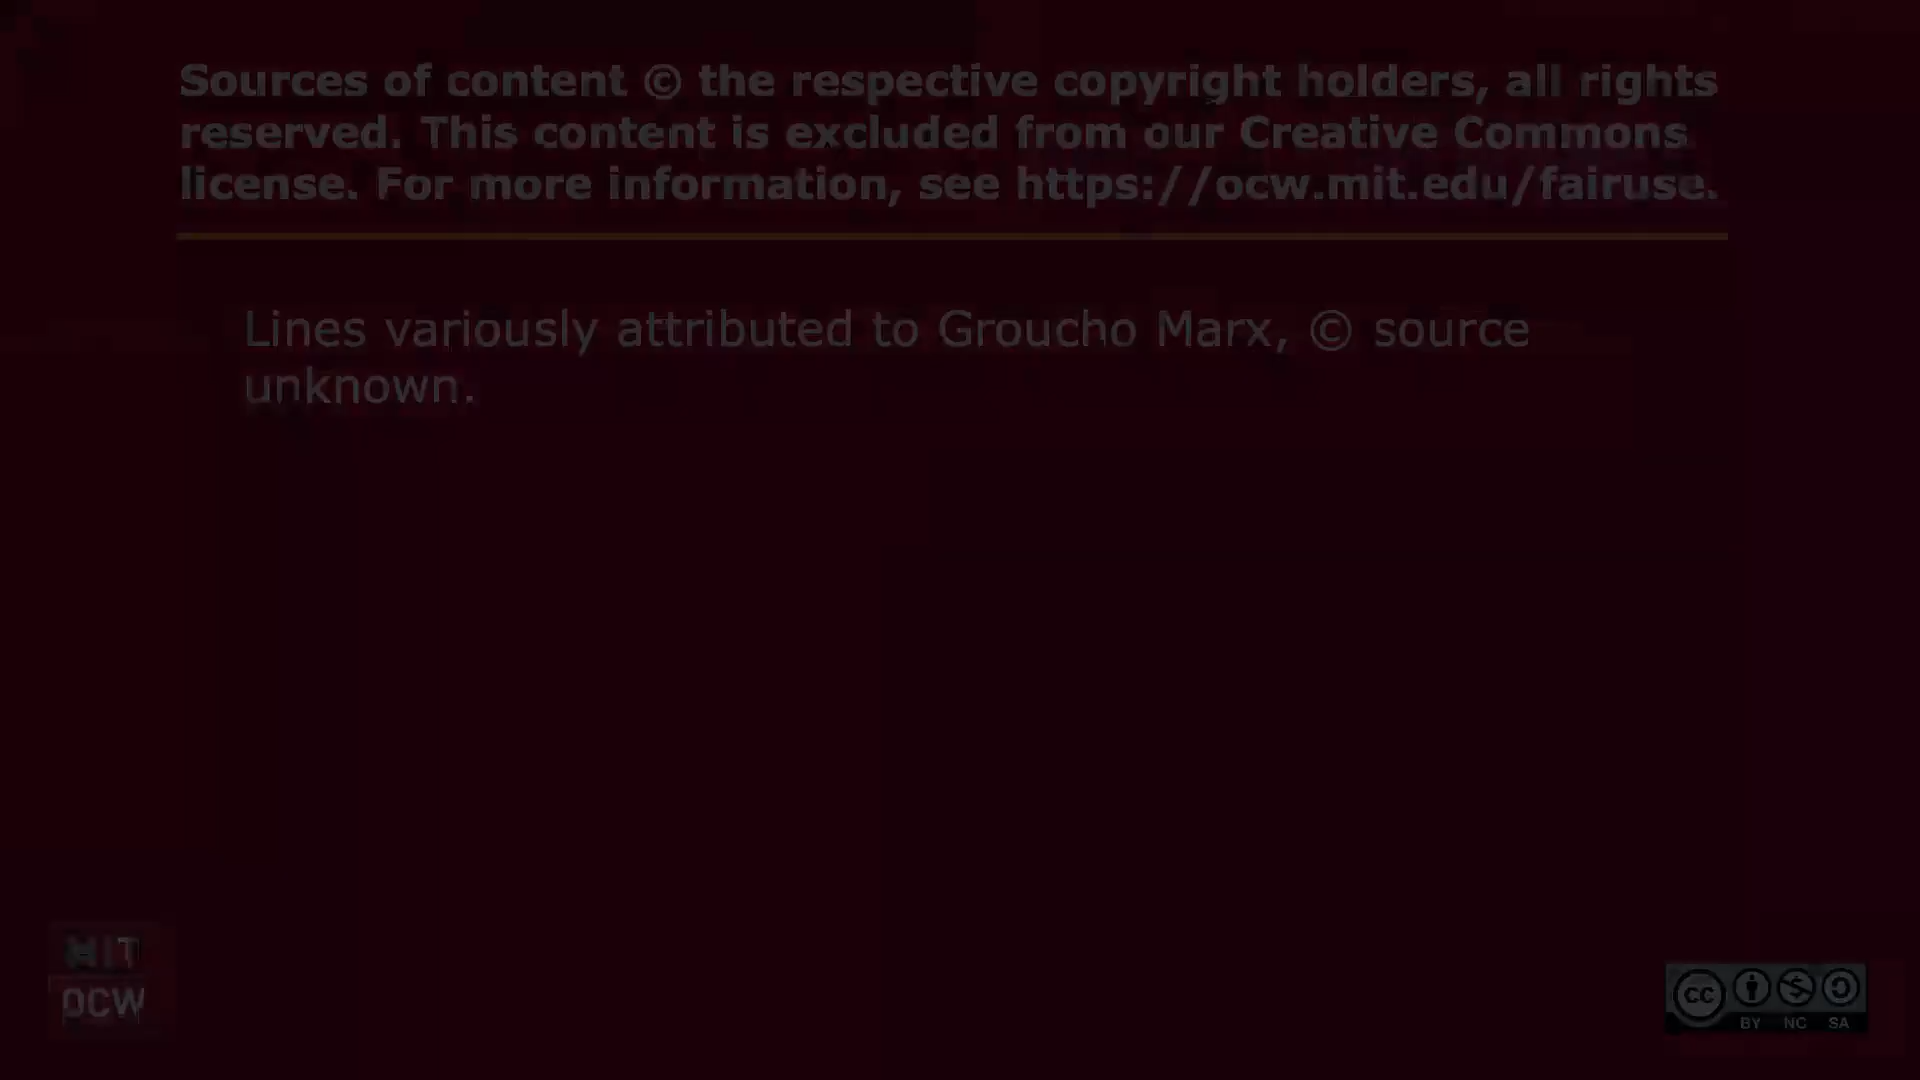 Sources of content © the respective copyright holders, all rights
reserved. This content is excluded from our Creative Commons
license. For more information, see https://ocw.mit.edu/fairuse.
Lines variously attributed to Groucho Marx, © source
unknown.
MIT
OCW
cc
BY NC SA